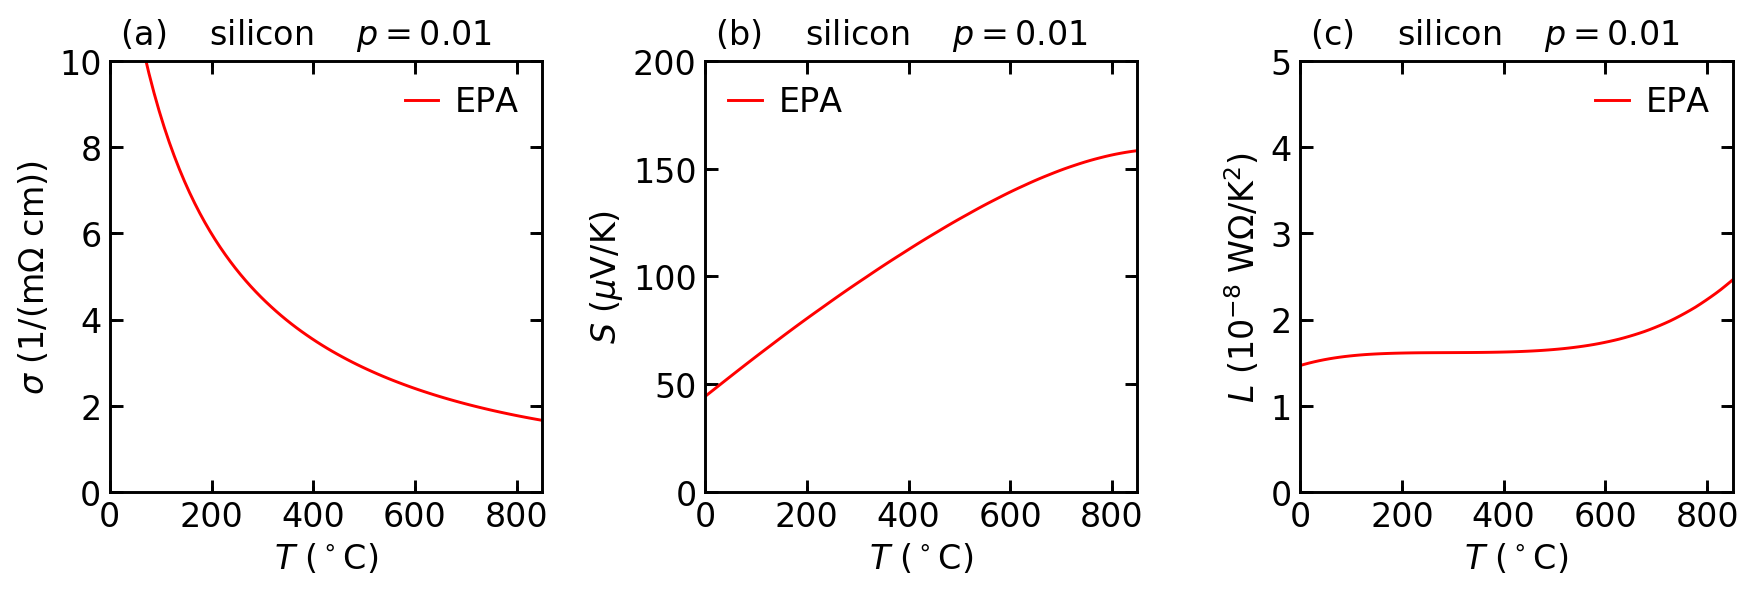 (a) silicon p = 0.01
10
8
6
4
2
0
0 200 400 600 800
σ (1/(mΩ cm))
T (°C)
EPA
(b) silicon p = 0.01
200
150
100
50
0
0 200 400 600 800
S (μV/K)
T (°C)
EPA
(c) silicon p = 0.01
5
4
3
2
1
0
0 200 400 600 800
L (10⁻⁸ WΩ/K²)
T (°C)
EPA